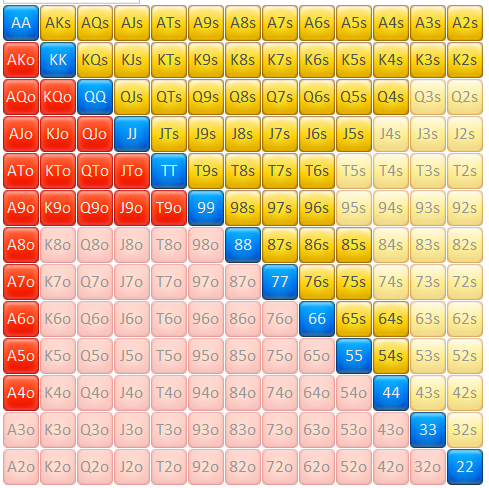 AA AKs AQs AJs ATs A9s A8s A7s A6s A5s A4s A3s A2s
AKo KK KQs KJs KTs K9s K8s K7s K6s K5s K4s K3s K2s
AQo KQo QQ QJs QTs Q9s Q8s Q7s Q6s Q5s Q4s Q3s Q2s
AJo KJo QJo JJ JTs J9s J8s J7s J6s J5s J4s J3s J2s
ATo KTo QTo JTo TT T9s T8s T7s T6s T5s T4s T3s T2s
A9o K9o Q9o J9o T9o 99 98s 97s 96s 95s 94s 93s 92s
A8o K8o Q8o J8o T8o 98o 88 87s 86s 85s 84s 83s 82s
A7o K7o Q7o J7o T7o 97o 87o 77 76s 75s 74s 73s 72s
A6o K6o Q6o J6o T6o 96o 86o 76o 66 65s 64s 63s 62s
A5o K5o Q5o J5o T5o 95o 85o 75o 65o 55 54s 53s 52s
A4o K4o Q4o J4o T4o 94o 84o 74o 64o 54o 44 43s 42s
A3o K3o Q3o J3o T3o 93o 83o 73o 63o 53o 43o 33 32s
A2o K2o Q2o J2o T2o 92o 82o 72o 62o 52o 42o 32o 22